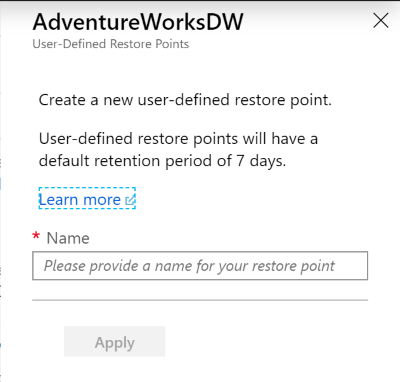 AdventureWorksDW
User-Defined Restore Points
Create a new user-defined restore point.
User-defined restore points will have a
default retention period of 7 days.
Learn more
* Name
Please provide a name for your restore point
Apply